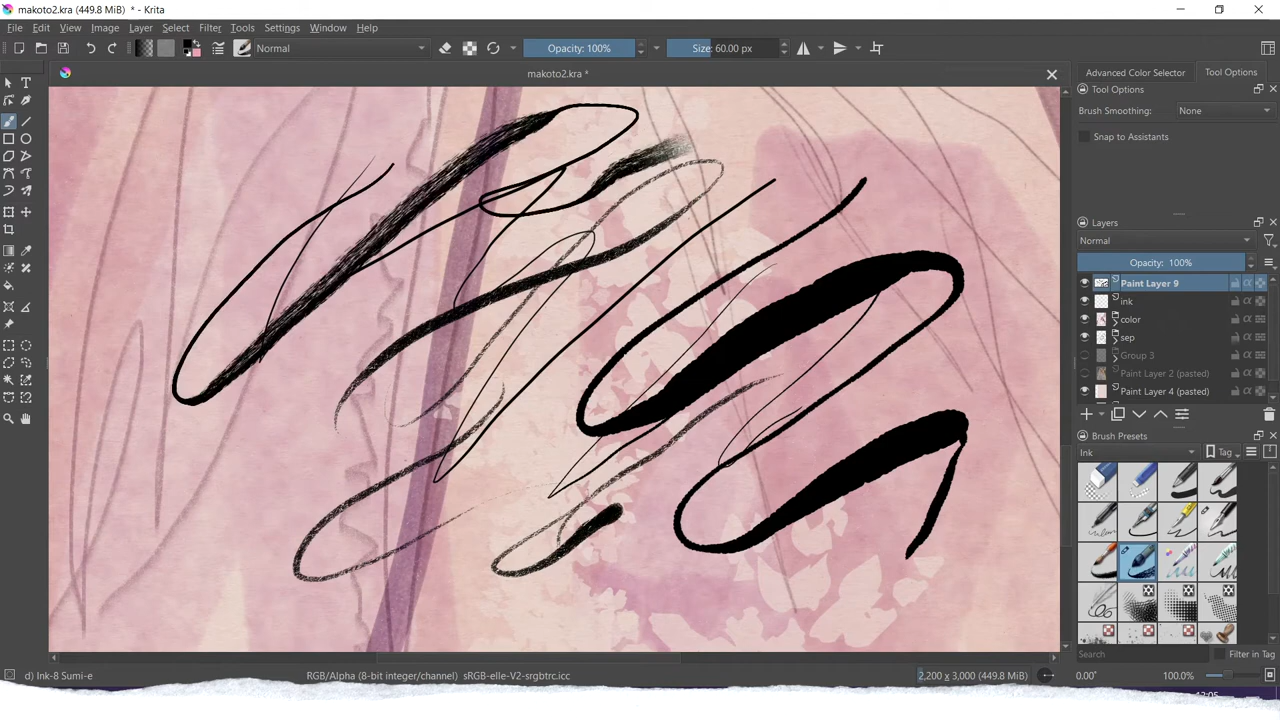 makoto2.kra (449.8 MiB) * - Krita
File Edit View Image Layer Select Filter Tools Settings Window Help
Normal Opacity: 100% Size: 60.00 px
makoto2.kra *
Advanced Color Selector Tool Options
Tool Options
Brush Smoothing: None
Snap to Assistants
Layers
Normal
Opacity: 100%
Paint Layer 9
ink
color
sep
Group 3
Paint Layer 2 (pasted)
Paint Layer 4 (pasted)
Brush Presets
Ink Tag
Search Filter in Tag
d) Ink-8 Sumi-e RGB/Alpha (8-bit integer/channel) sRGB-elle-V2-srgbtrc.icc 2,200 x 3,000 (449.8 MiB) 0.00° 100.0%